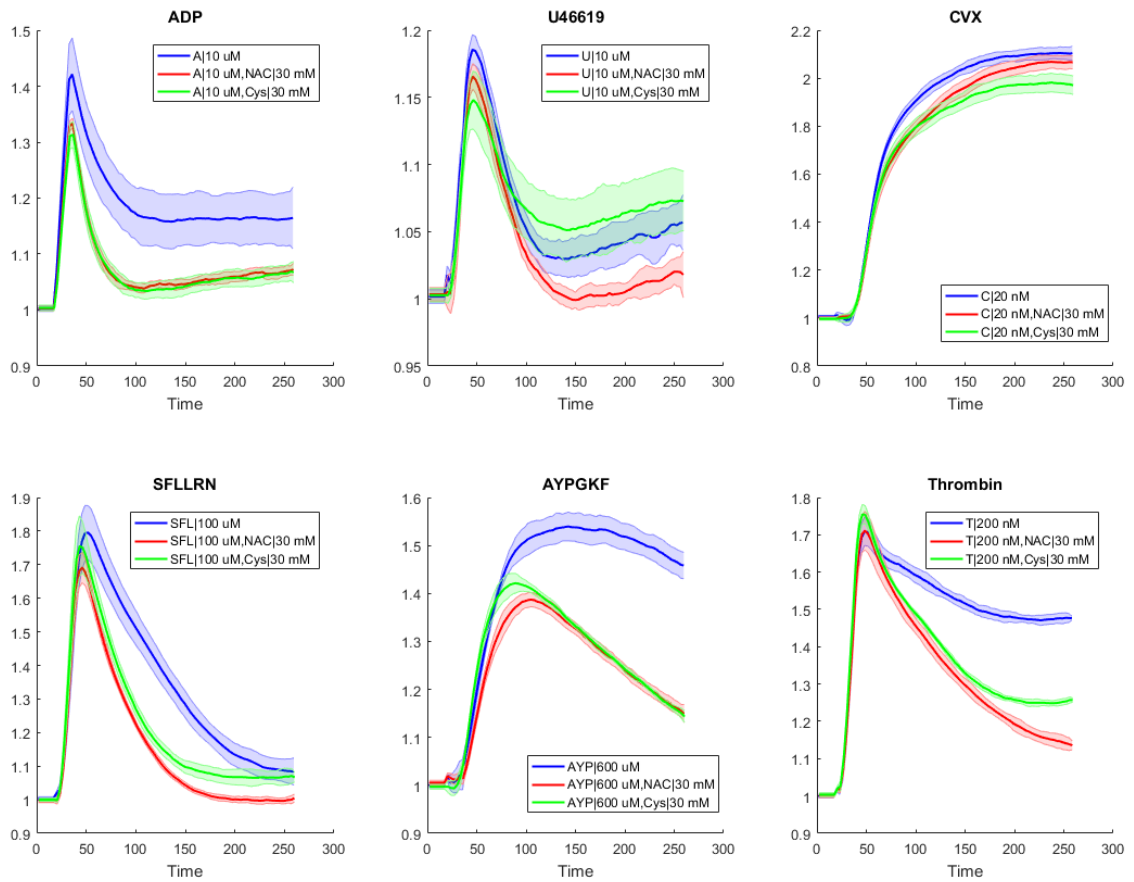 ADP
1.5
1.4
1.3
1.2
1.1
1
0.9
0 50 100 150 200 250 300
Time
A|10 uM
A|10 uM,NAC|30 mM
A|10 uM,Cys|30 mM
U46619
1.2
1.15
1.1
1.05
1
0.95
0 50 100 150 200 250 300
Time
U|10 uM
U|10 uM,NAC|30 mM
U|10 uM,Cys|30 mM
CVX
2.2
2
1.8
1.6
1.4
1.2
1
0.8
0 50 100 150 200 250 300
Time
C|20 nM
C|20 nM,NAC|30 mM
C|20 nM,Cys|30 mM
SFLLRN
1.9
1.8
1.7
1.6
1.5
1.4
1.3
1.2
1.1
1
0.9
0 50 100 150 200 250 300
Time
SFL|100 uM
SFL|100 uM,NAC|30 mM
SFL|100 uM,Cys|30 mM
AYPGKF
1.6
1.5
1.4
1.3
1.2
1.1
1
0.9
0 50 100 150 200 250 300
Time
AYP|600 uM
AYP|600 uM,NAC|30 mM
AYP|600 uM,Cys|30 mM
Thrombin
1.8
1.7
1.6
1.5
1.4
1.3
1.2
1.1
1
0.9
0 50 100 150 200 250 300
Time
T|200 nM
T|200 nM,NAC|30 mM
T|200 nM,Cys|30 mM